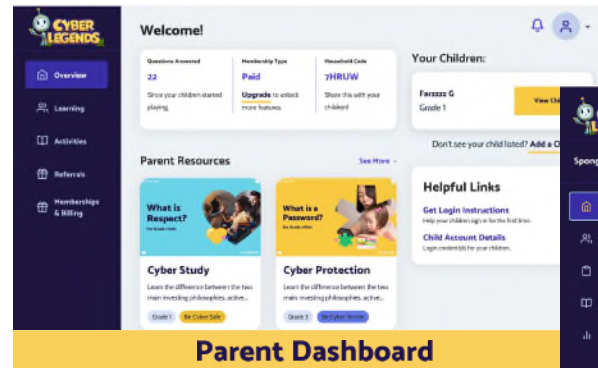 CYBER
LEGENDS
Overview
Learning
Activities
Referrals
Memberships
& Billing
Welcome!
Questions Answered
22
Since your children started
playing.
Membership Type
Paid
Upgrade to unlock
more features.
Household Code
7HRUW
Share this with your
children!
Your Children:
Farzzzz G
Grade 1
View Chi
Don't see your child listed? Add a C
Parent Resources
See More
What is
Respect?
What is a
Password?
Cyber Study
Learn the difference between the two
main investing philosophies, active...
Grade 1
Be Cyber Safe
Cyber Protection
Learn the difference between the two
main investing philosophies, active...
Grade 1
Be Cyber Secure
Helpful Links
Get Login Instructions
Help your children sign in for the first time.
Child Account Details
Login credentials for your children.
Spong
Parent Dashboard